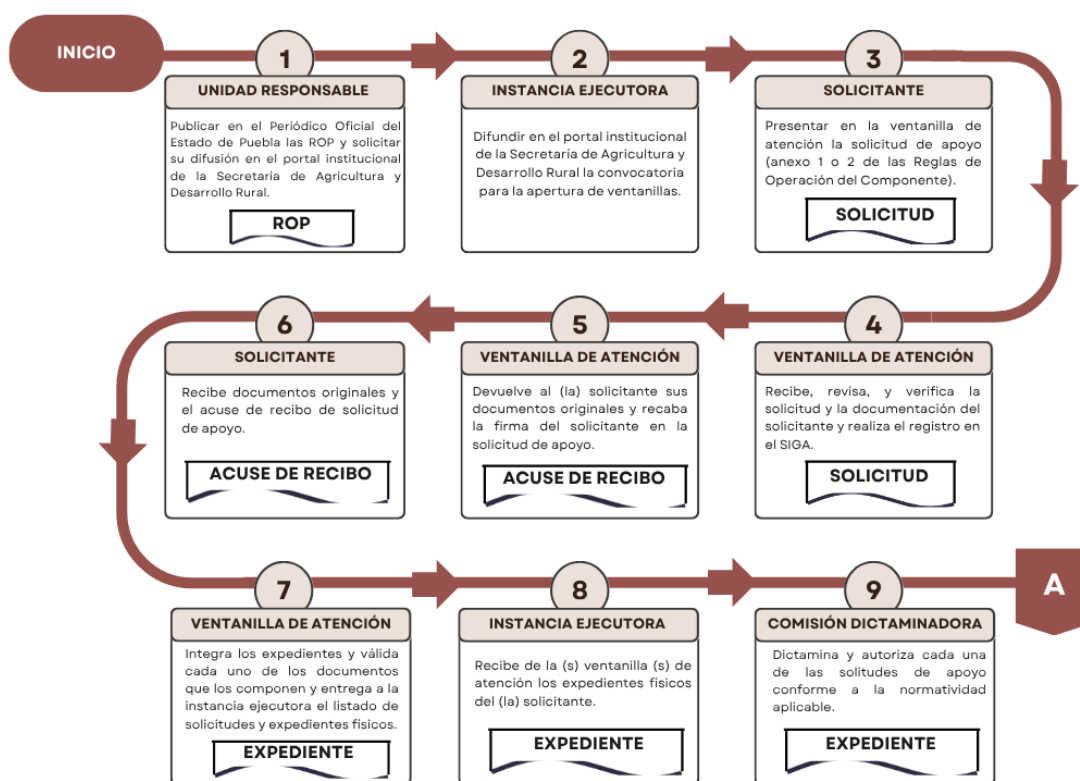 INICIO
1
UNIDAD RESPONSABLE
Publicar en el Periódico Oficial del
Estado de Puebla las ROP y solicitar
su difusión en el portal institucional
de la Secretaría de Agricultura y
Desarrollo Rural.
ROP
2
INSTANCIA EJECUTORA
Difundir en el portal institucional
de la Secretaría de Agricultura y
Desarrollo Rural la convocatoria
para la apertura de ventanillas.
3
SOLICITANTE
Presentar en la ventanilla de
atención la solicitud de apoyo
(anexo 1 o 2 de las Reglas de
Operación del Componente).
SOLICITUD
4
VENTANILLA DE ATENCIÓN
Recibe, revisa, y verifica la
solicitud y la documentación del
solicitante y realiza el registro en
el SIGA.
SOLICITUD
5
VENTANILLA DE ATENCIÓN
Devuelve al (la) solicitante sus
documentos originales y recaba
la firma del solicitante en la
solicitud de apoyo.
ACUSE DE RECIBO
6
SOLICITANTE
Recibe documentos originales y
el acuse de recibo de solicitud
de apoyo.
ACUSE DE RECIBO
7
VENTANILLA DE ATENCIÓN
Integra los expedientes y válida
cada uno de los documentos
que los componen y entrega a la
instancia ejecutora el listado de
solicitudes y expedientes físicos.
EXPEDIENTE
8
INSTANCIA EJECUTORA
Recibe de la (s) ventanilla (s) de
atención los expedientes físicos
del (la) solicitante.
EXPEDIENTE
9
COMISIÓN DICTAMINADORA
Dictamina y autoriza cada una
de las solitudes de apoyo
conforme a la normatividad
aplicable.
EXPEDIENTE
A